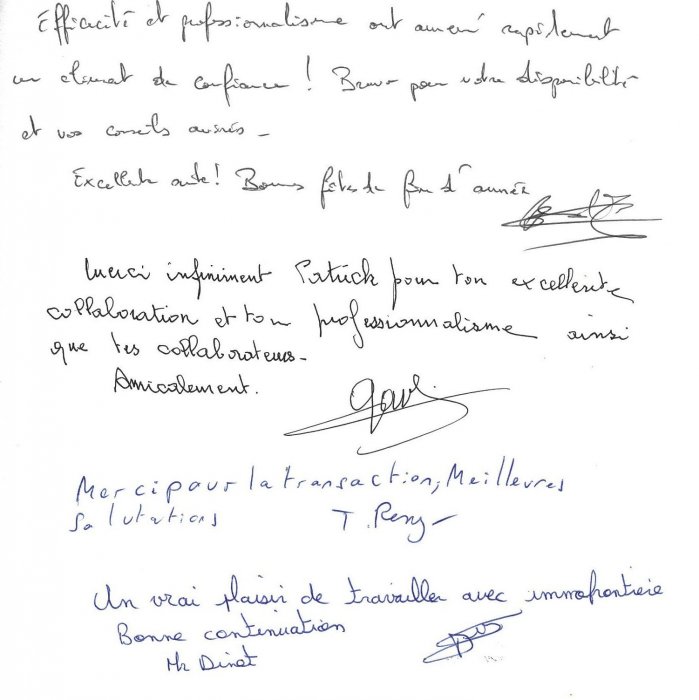 Efficacité et professionnalisme ont amené rapidement
un climat de confiance ! Bravo pour votre disponibilité
et vos conseils avisés -
Excellente suite ! Bonnes fêtes de fin d'année
Merci infiniment Patrick pour ton excellente
collaboration et ton professionnalisme ainsi
que tes collaborateurs -
Amicalement.
Merci pour la transaction, Meilleures
Salutations T. Remy
Un vrai plaisir de travailler avec immofrontière
Bonne continuation
Mr Dinet